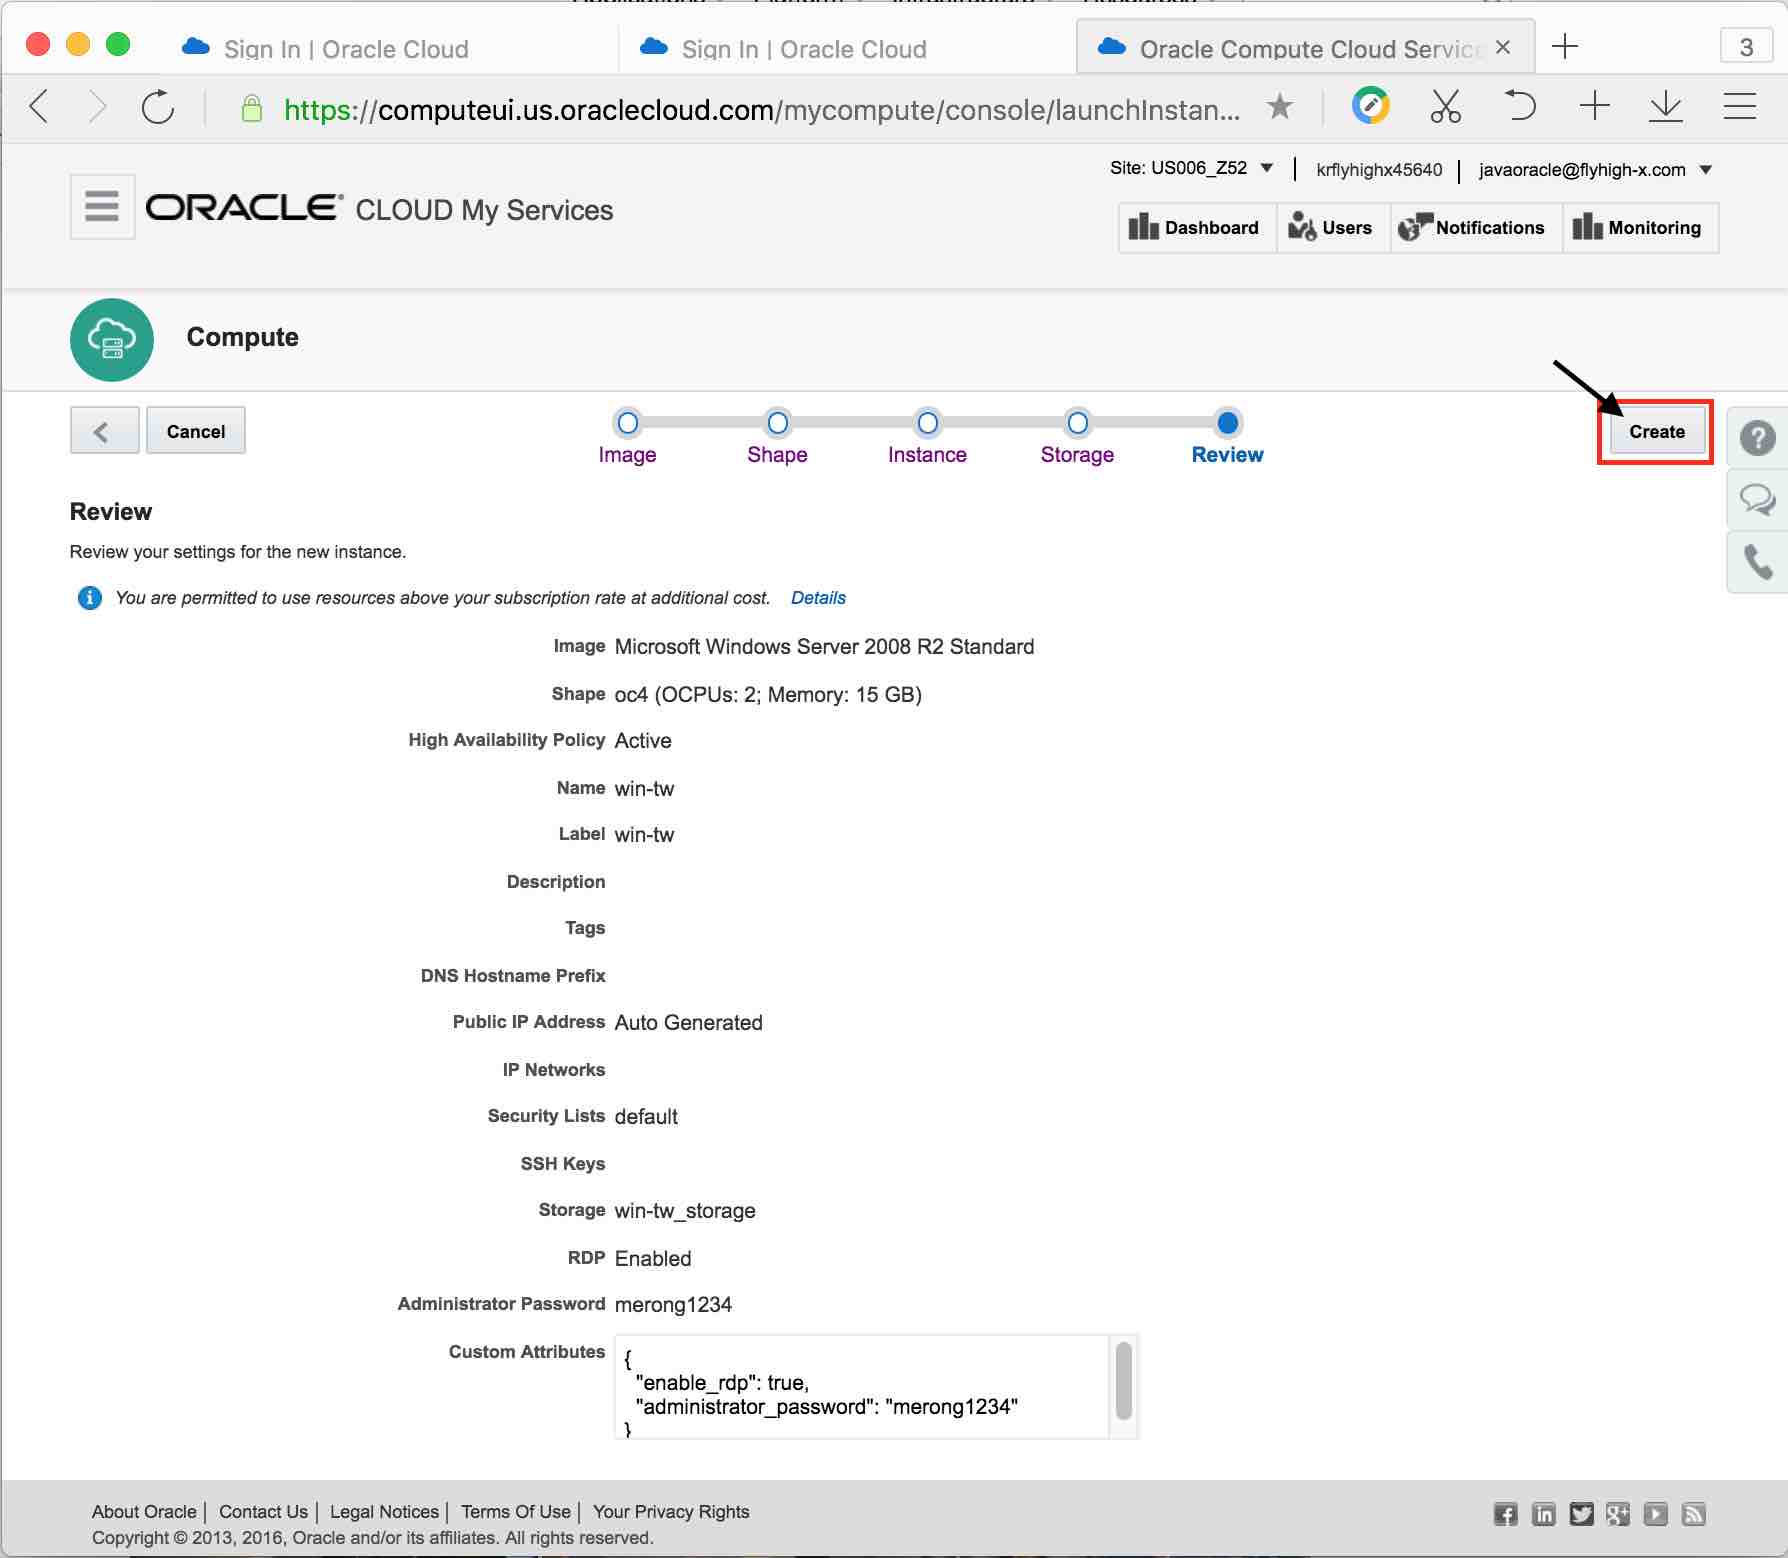 Sign In | Oracle Cloud
Sign In | Oracle Cloud
Oracle Compute Cloud Service
3
https://computeui.us.oraclecloud.com/mycompute/console/launchInstan...
Site: US006_Z52
krflyhighx45640
javaoracle@flyhigh-x.com
ORACLE CLOUD My Services
Dashboard
Users
Notifications
Monitoring
Compute
Cancel
Image
Shape
Instance
Storage
Review
Create
Review
Review your settings for the new instance.
You are permitted to use resources above your subscription rate at additional cost. Details
Image Microsoft Windows Server 2008 R2 Standard
Shape oc4 (OCPUs: 2; Memory: 15 GB)
High Availability Policy Active
Name win-tw
Label win-tw
Description
Tags
DNS Hostname Prefix
Public IP Address Auto Generated
IP Networks
Security Lists default
SSH Keys
Storage win-tw_storage
RDP Enabled
Administrator Password merong1234
Custom Attributes {
"enable_rdp": true,
"administrator_password": "merong1234"
}
About Oracle | Contact Us | Legal Notices | Terms Of Use | Your Privacy Rights
Copyright © 2013, 2016, Oracle and/or its affiliates. All rights reserved.